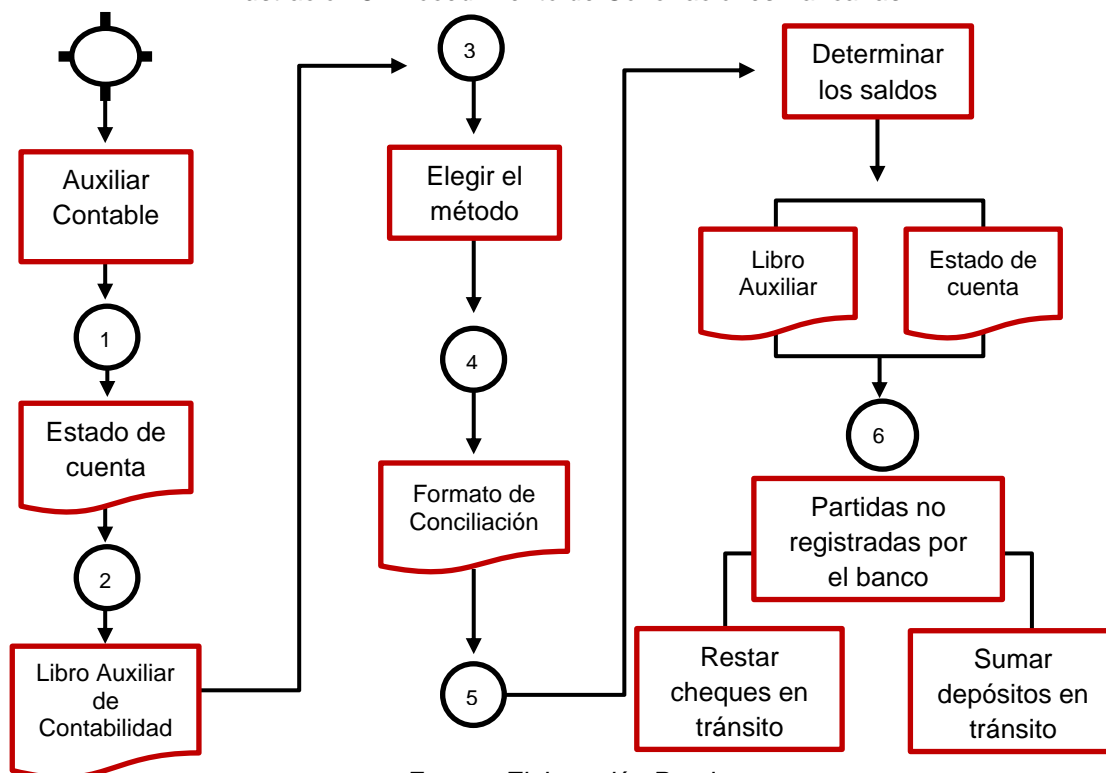 Auxiliar
Contable
1
Estado de
cuenta
2
Libro Auxiliar
de
Contabilidad
3
Elegir el
método
4
Formato de
Conciliación
5
Determinar
los saldos
Libro
Auxiliar
Estado de
cuenta
6
Partidas no
registradas por
el banco
Restar
cheques en
tránsito
Sumar
depósitos en
tránsito